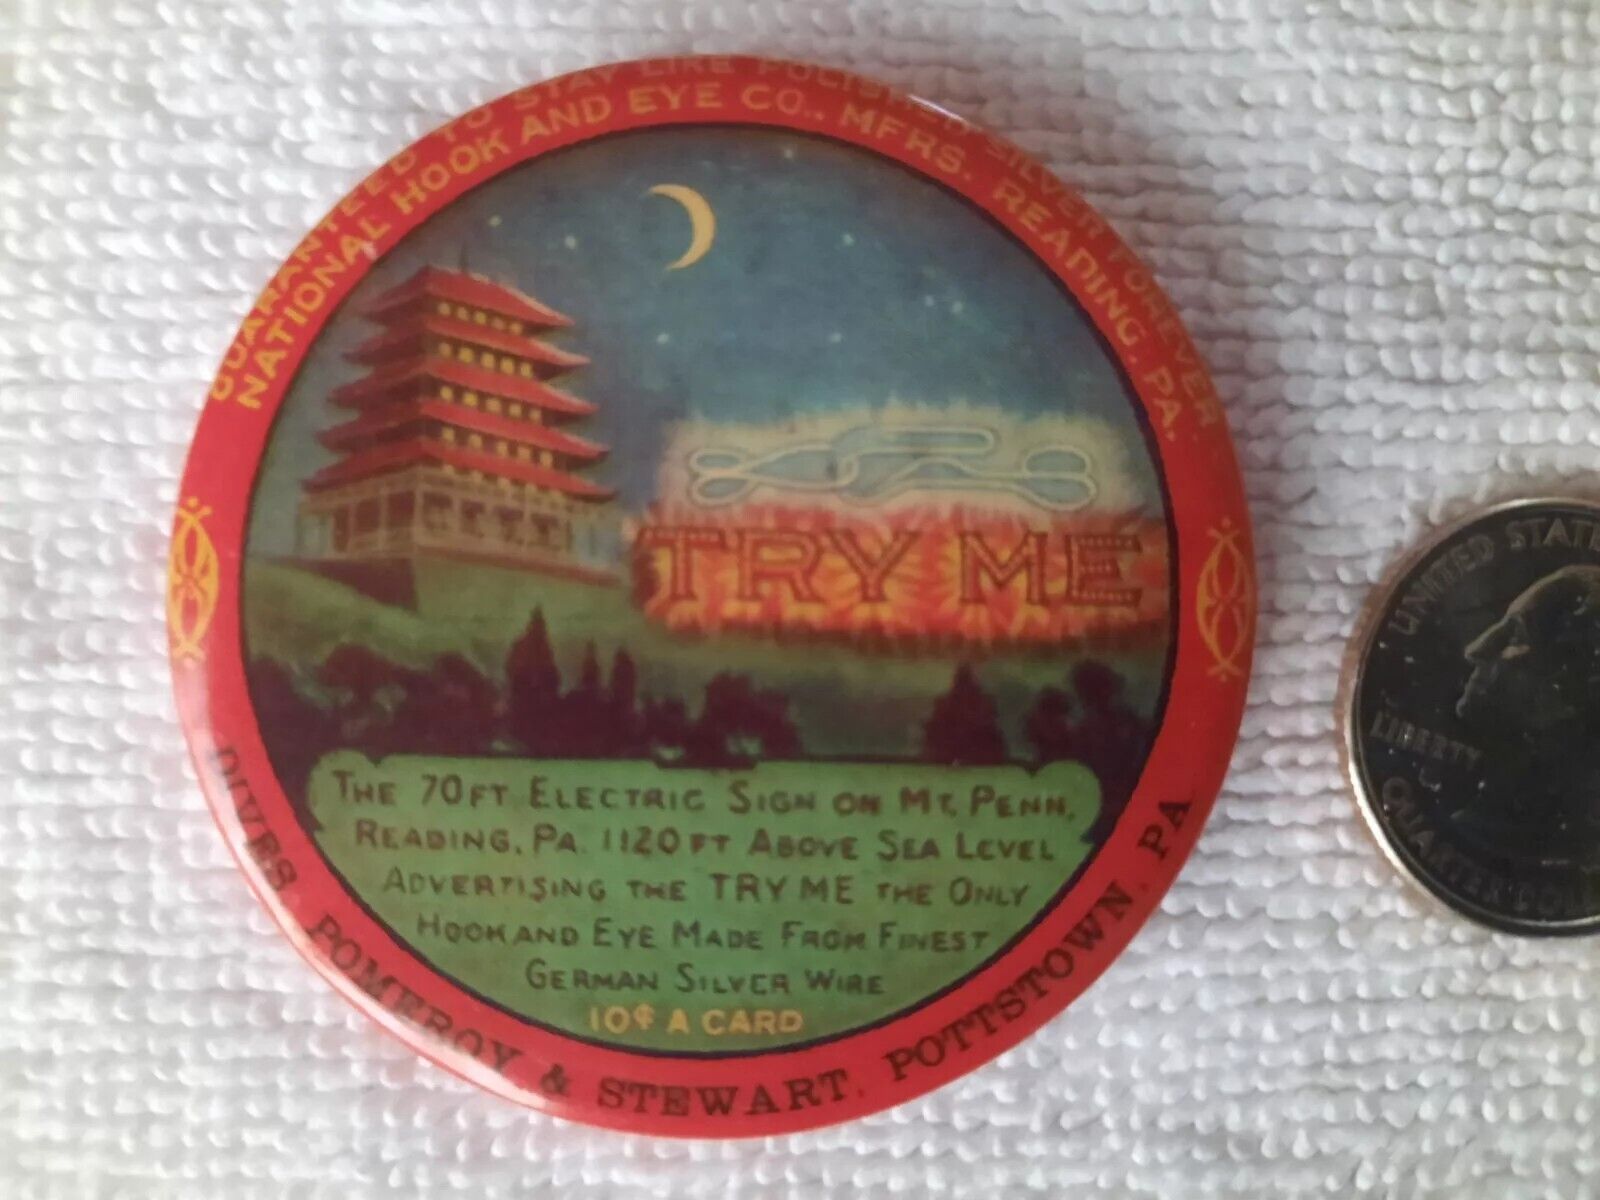 GUARANTEED TO STAY LIKE POLISHED SILVER FOREVER
NATIONAL HOOK AND EYE CO., MFRS. READING, PA.
TRY ME
THE 70 FT ELECTRIC SIGN ON MT. PENN,
READING, PA. 1120 FT ABOVE SEA LEVEL
ADVERTISING THE TRY ME THE ONLY
HOOK AND EYE MADE FROM FINEST
GERMAN SILVER WIRE
10¢ A CARD
DIVES, POMEROY & STEWART, POTTSTOWN, PA.
UNITED STATE
LIBERTY
QUARTER DOL